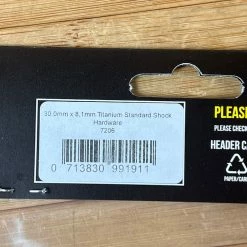 30.0mm x 8.1mm Titanium Standard Shock
Hardware
7206
0 713830 991911
PLEASE
PLEASE CHECK
HEADER CA
PAPER/CARD